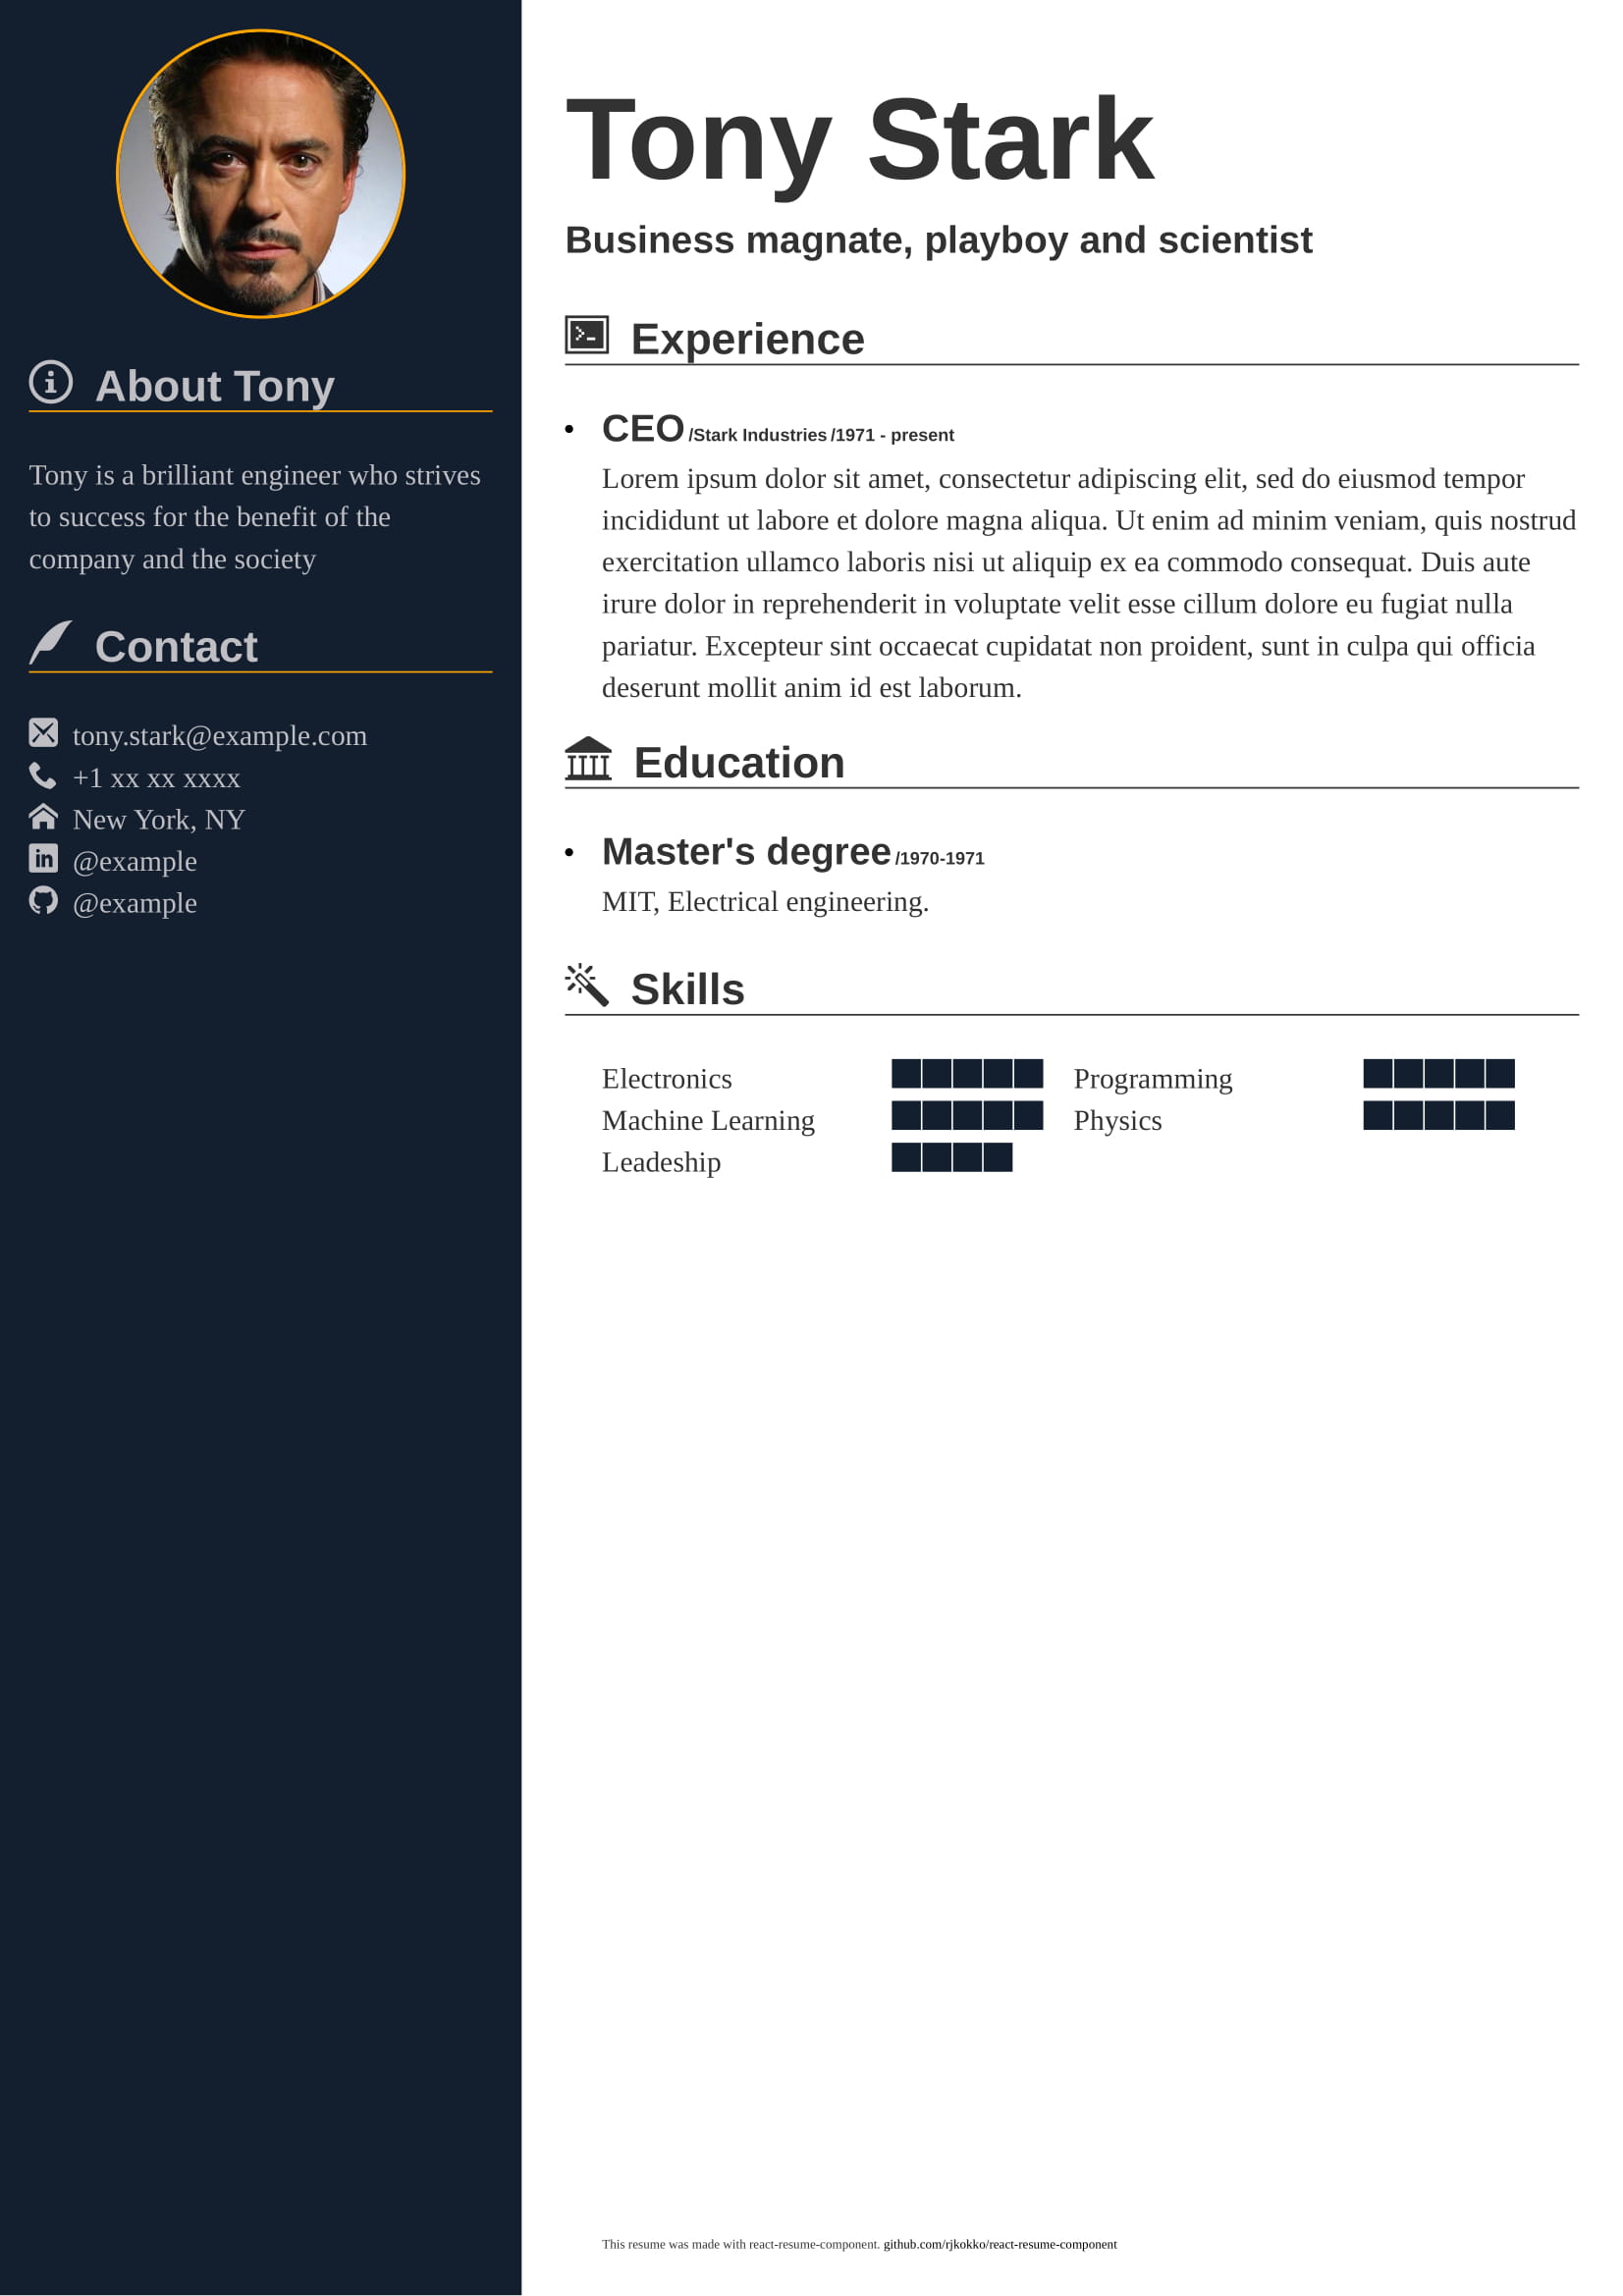 About Tony
Tony is a brilliant engineer who strives
to success for the benefit of the
company and the society
Contact
tony.stark@example.com
+1 xx xx xxxx
New York, NY
@example
@example
Tony Stark
Business magnate, playboy and scientist
Experience
• CEO /Stark Industries /1971 - present
Lorem ipsum dolor sit amet, consectetur adipiscing elit, sed do eiusmod tempor
incididunt ut labore et dolore magna aliqua. Ut enim ad minim veniam, quis nostrud
exercitation ullamco laboris nisi ut aliquip ex ea commodo consequat. Duis aute
irure dolor in reprehenderit in voluptate velit esse cillum dolore eu fugiat nulla
pariatur. Excepteur sint occaecat cupidatat non proident, sunt in culpa qui officia
deserunt mollit anim id est laborum.
Education
• Master's degree /1970-1971
MIT, Electrical engineering.
Skills
Electronics Programming
Machine Learning Physics
Leadeship
This resume was made with react-resume-component. github.com/rjkokko/react-resume-component